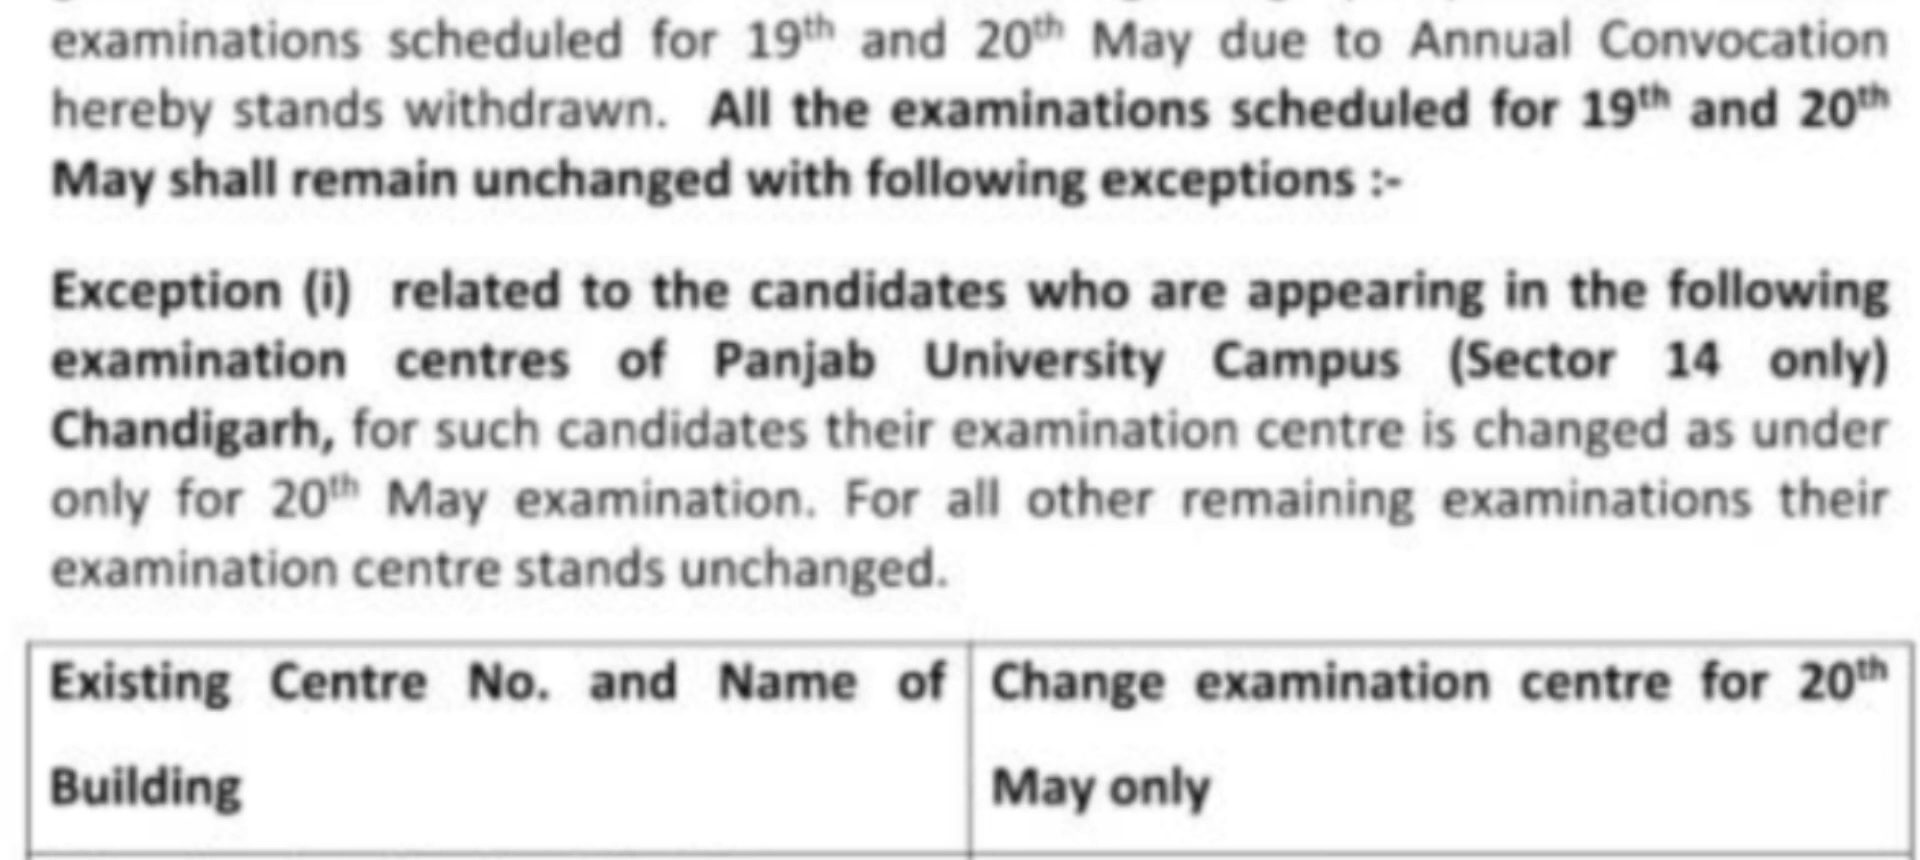 examinations scheduled for 19th and 20th May due to Annual Convocation
hereby stands withdrawn. All the examinations scheduled for 19th and 20th
May shall remain unchanged with following exceptions :-
Exception (i) related to the candidates who are appearing in the following
examination centres of Panjab University Campus (Sector 14 only)
Chandigarh, for such candidates their examination centre is changed as under
only for 20th May examination. For all other remaining examinations their
examination centre stands unchanged.
Existing Centre No. and Name of
Building
Change examination centre for 20th
May only